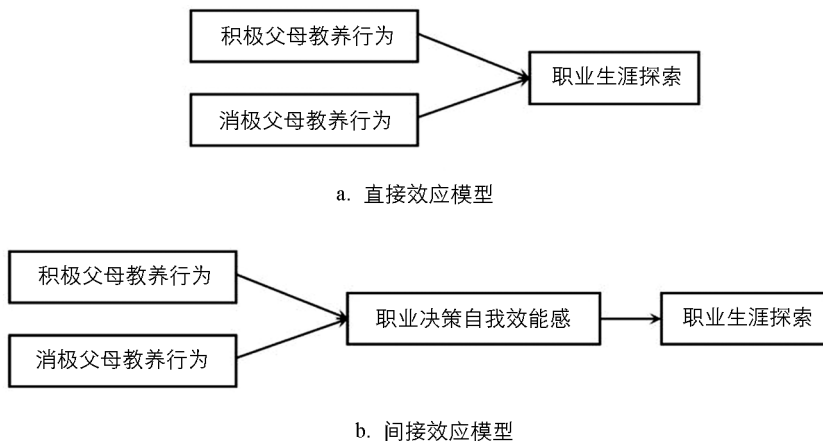 积极父母教养行为
职业生涯探索
消极父母教养行为
a. 直接效应模型
积极父母教养行为
职业决策自我效能感
职业生涯探索
消极父母教养行为
b. 间接效应模型